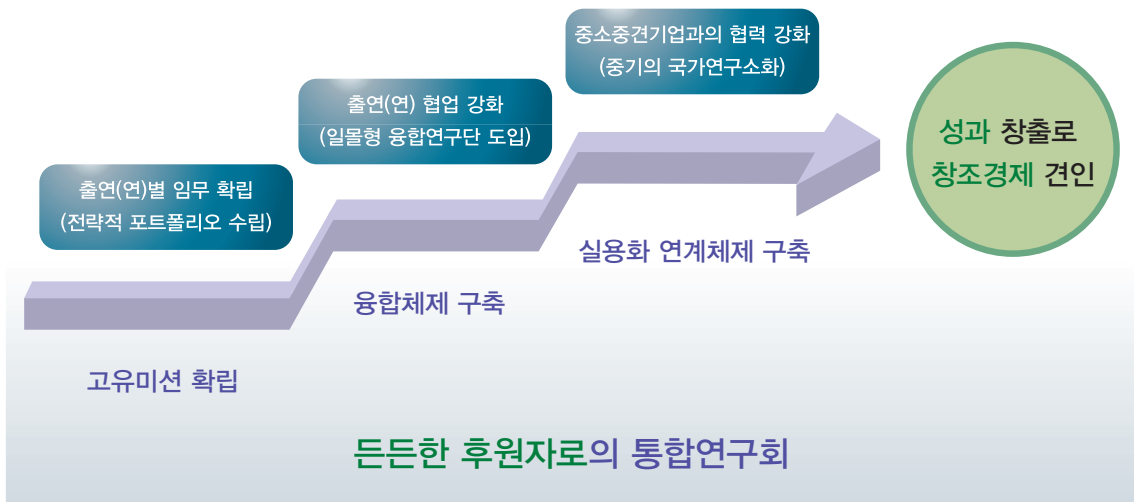 중소중견기업과의 협력 강화
(중기의 국가연구소화)
출연(연) 협업 강화
(일몰형 융합연구단 도입)
출연(연)별 임무 확립
(전략적 포트폴리오 수립)
성과 창출로
창조경제 견인
실용화 연계체제 구축
융합체제 구축
고유미션 확립
든든한 후원자로의 통합연구회